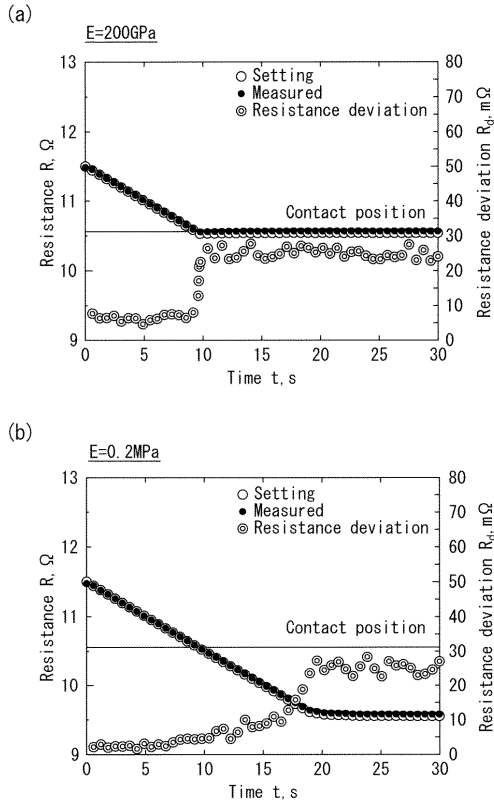 (a)
E=200GPa
○ Setting
● Measured
◎ Resistance deviation
Contact position
Resistance R, Ω
13
12
11
10
9
Resistance deviation R_d, mΩ
80
70
60
50
40
30
20
10
0
0 5 10 15 20 25 30
Time t, s
(b)
E=0.2MPa
○ Setting
● Measured
◎ Resistance deviation
Contact position
Resistance R, Ω
13
12
11
10
9
Resistance deviation R_d, mΩ
80
70
60
50
40
30
20
10
0
0 5 10 15 20 25 30
Time t, s